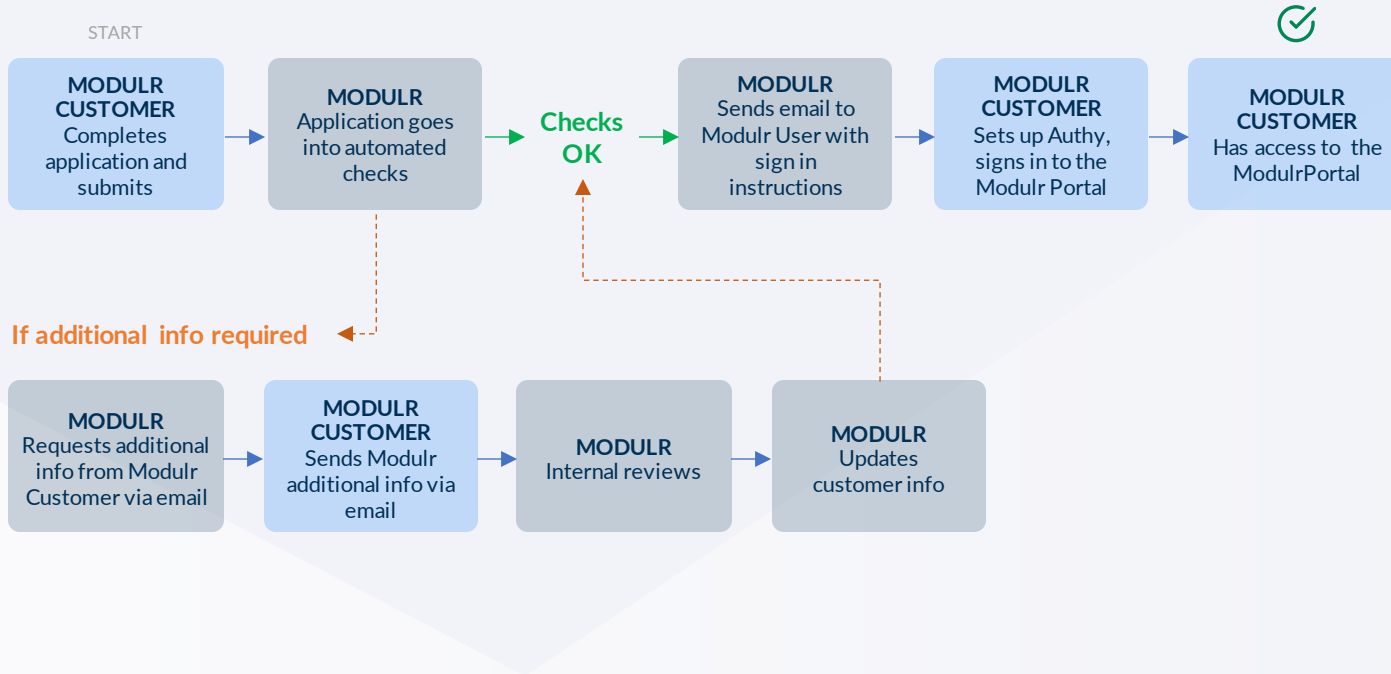 START
MODULR
CUSTOMER
Completes
application and
submits
MODULR
Application goes
into automated
checks
Checks
OK
MODULR
Sends email to
Modulr User with
sign in
instructions
MODULR
CUSTOMER
Sets up Authy,
signs in to the
Modulr Portal
MODULR
CUSTOMER
Has access to the
ModulrPortal
If additional info required
MODULR
Requests additional
info from Modulr
Customer via email
MODULR
CUSTOMER
Sends Modulr
additional info via
email
MODULR
Internal reviews
MODULR
Updates
customer info